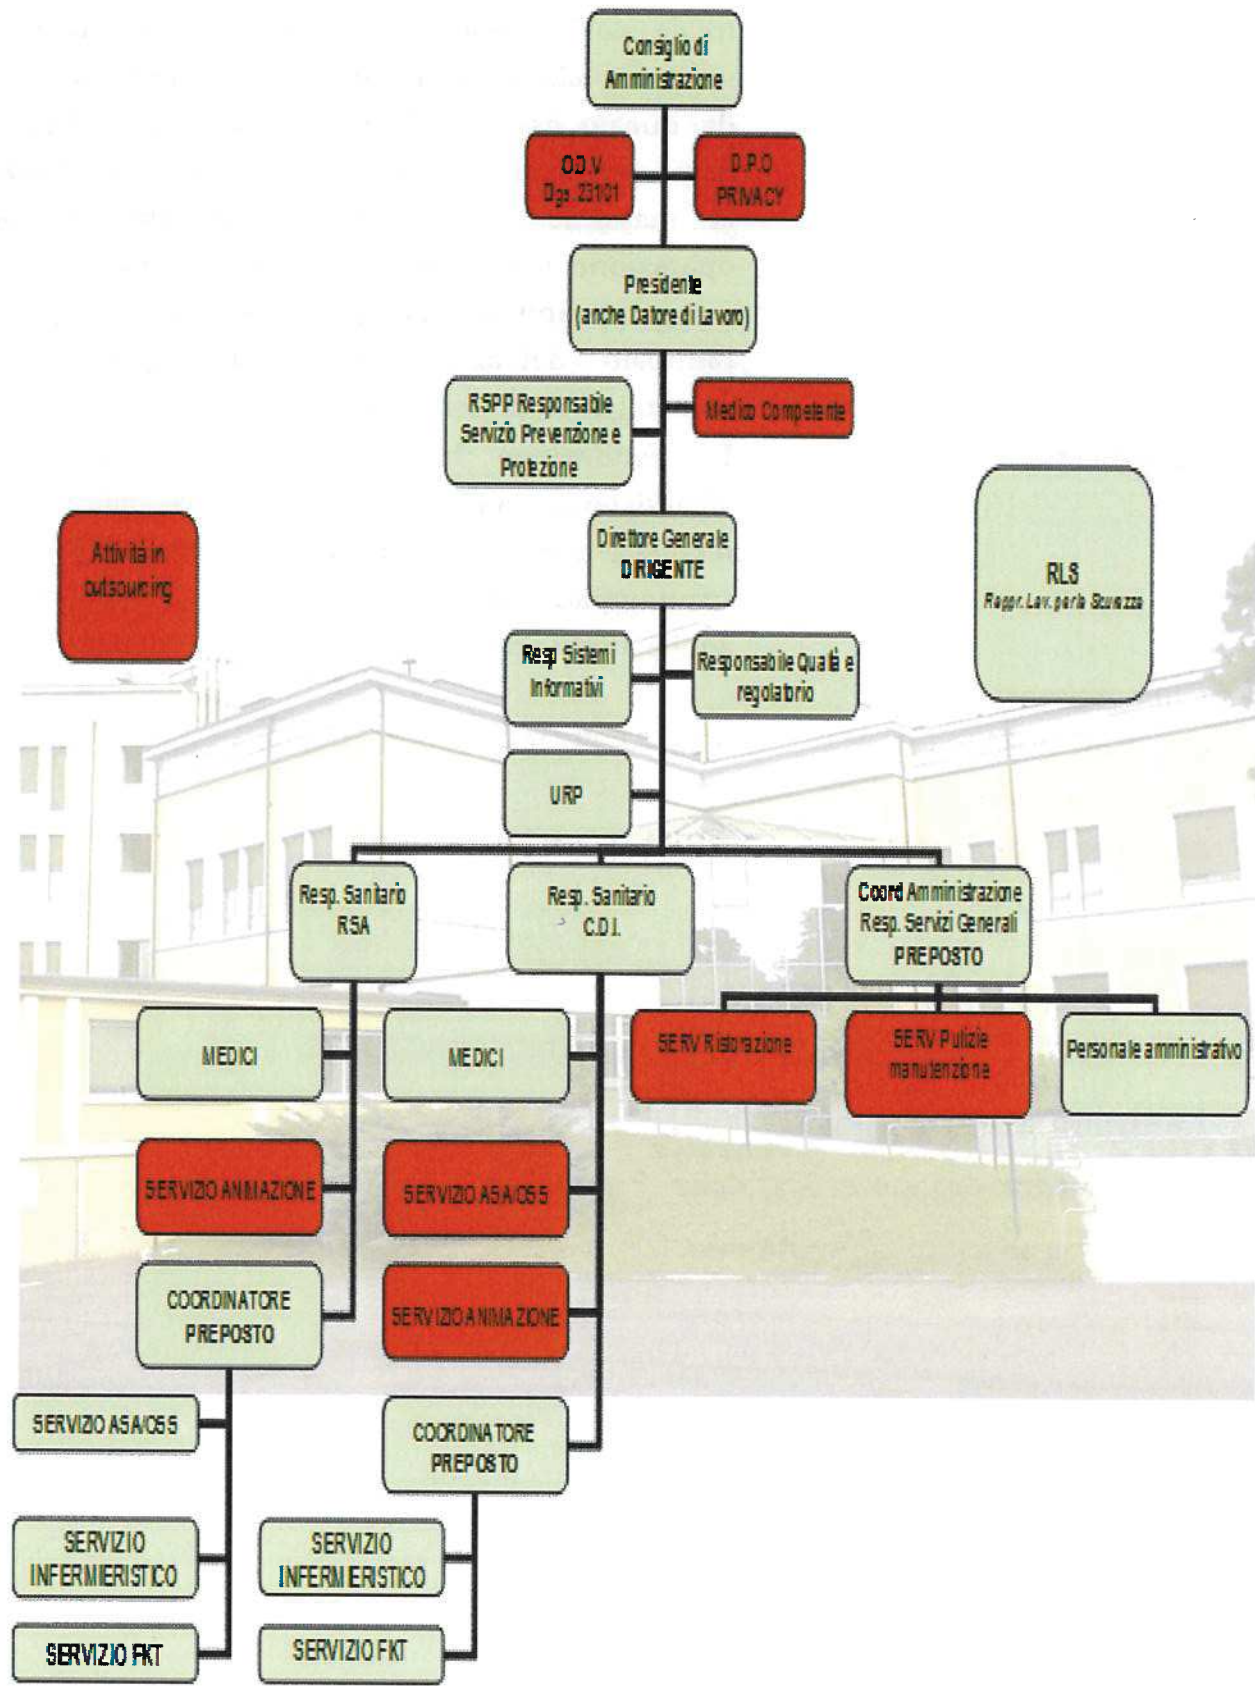 Consiglio di
Amministrazione
O.D.V
Dlgs. 231/01
D.P.O
PRIVACY
Presidente
(anche Datore di Lavoro)
RSPP Responsabile
Servizio Prevenzione e
Protezione
Medico Competente
Direttore Generale
DIRIGENTE
Attività in
outsourcing
RLS
Rappr. Lav. per la Sicurezza
Resp Sistemi
Informativi
Responsabile Qualità e
regolatorio
URP
Resp. Sanitario
RSA
Resp. Sanitario
C.D.I.
Coord Amministrazione
Resp. Servizi Generali
PREPOSTO
MEDICI
MEDICI
SERV Ristorazione
SERV Pulizie
manutenzione
Personale amministrativo
SERVIZIO ANIMAZIONE
SERVIZIO ASA/OSS
COORDINATORE
PREPOSTO
SERVIZIO ANIMAZIONE
SERVIZIO ASA/OSS
COORDINATORE
PREPOSTO
SERVIZIO
INFERMIERISTICO
SERVIZIO
INFERMIERISTICO
SERVIZIO FKT
SERVIZIO FKT